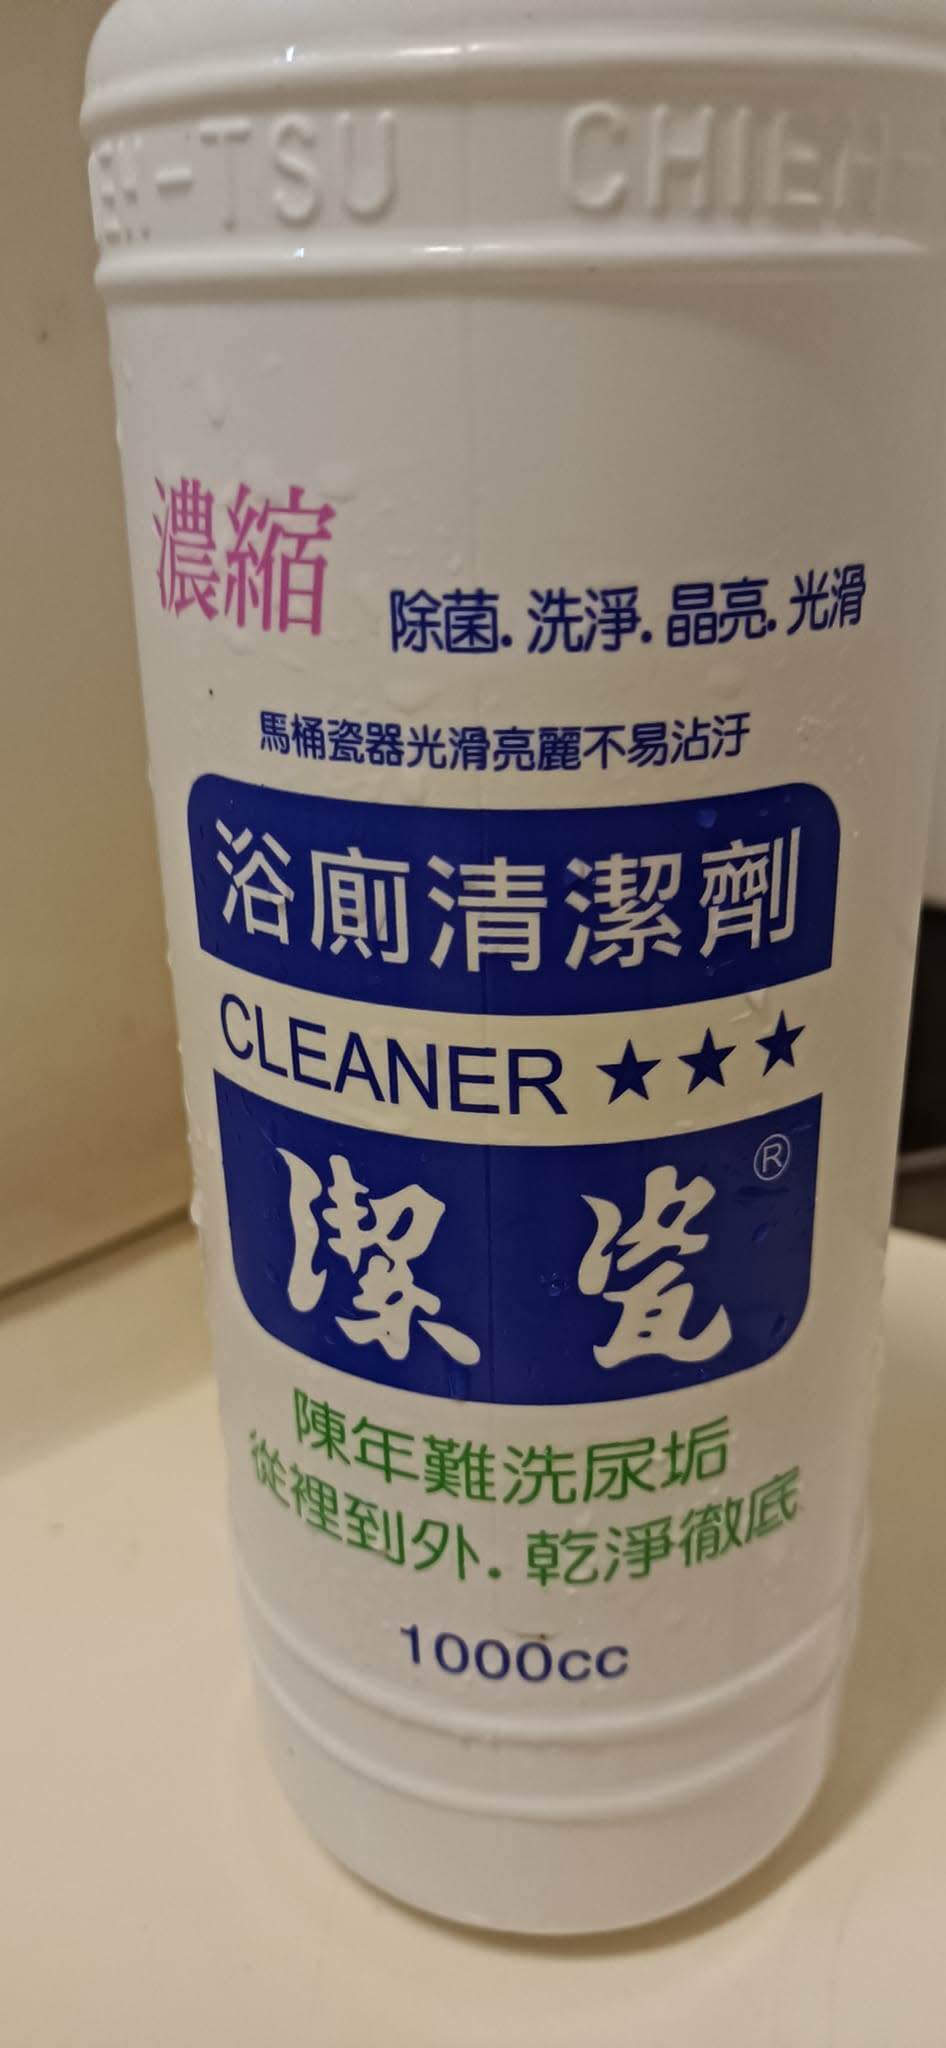 TSU CHIEH
濃縮
除菌. 洗淨. 晶亮. 光滑
馬桶瓷器光滑亮麗不易沾汙
浴廁清潔劑
CLEANER ★★★
潔瓷®
陳年難洗尿垢
從裡到外. 乾淨徹底
1000cc